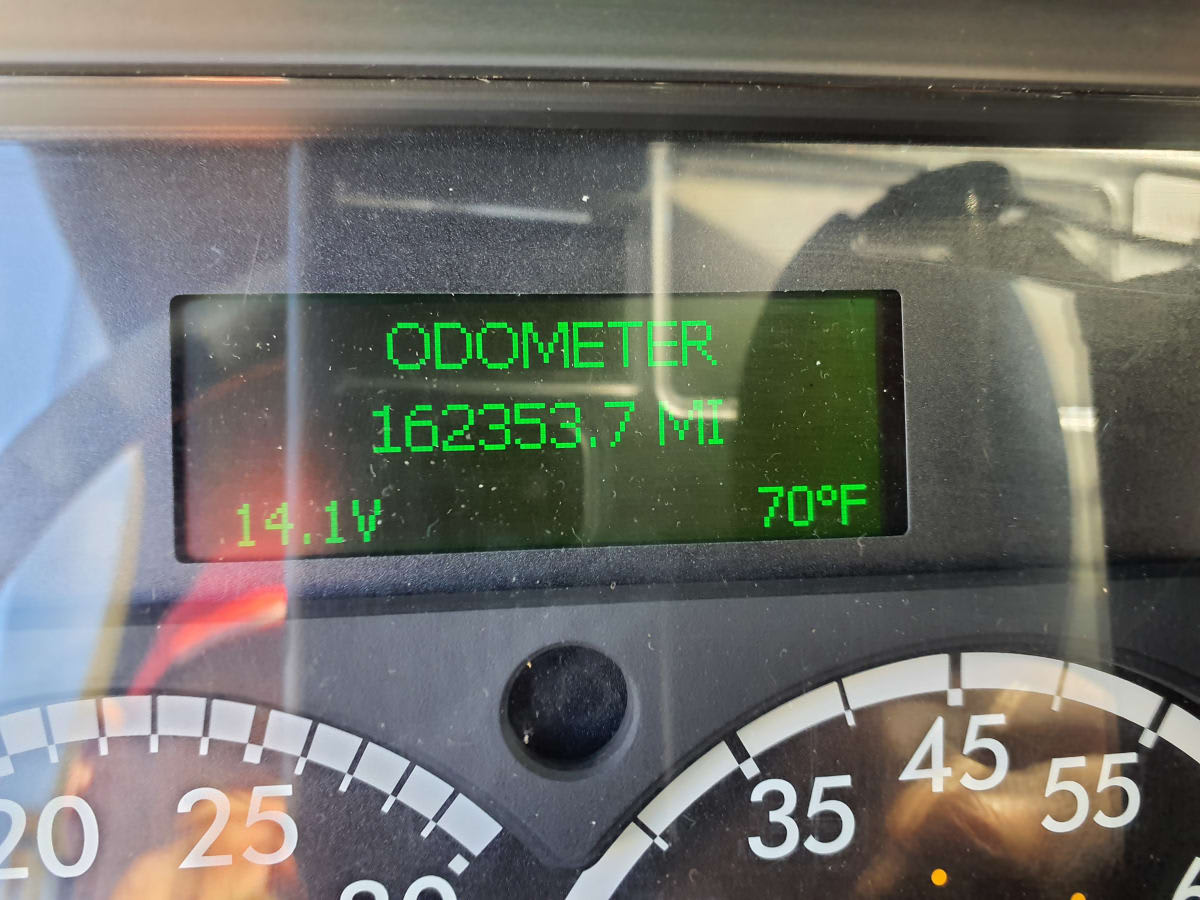 ODOMETER
162353.7 MI
14.1V 70°F
20 25
35 45 55